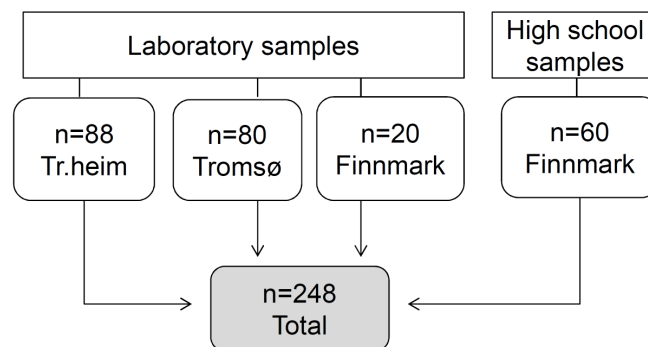 Laboratory samples
High school
samples
n=88
Tr.heim
n=80
Tromsø
n=20
Finnmark
n=60
Finnmark
n=248
Total